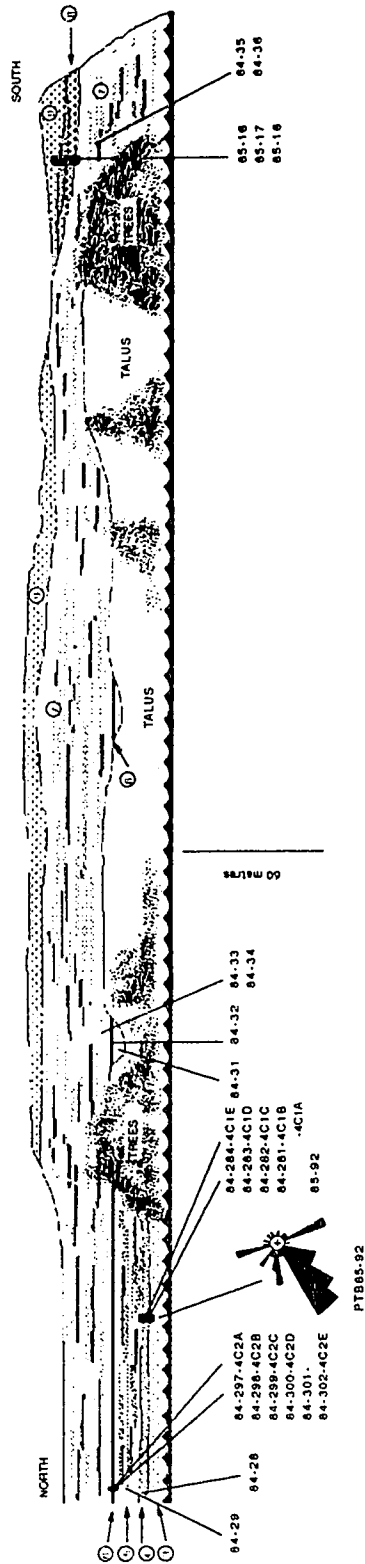 NORTH
SOUTH
TREES
TALUS
TALUS
TREES
84-29
84-28
84-297-4C2A
84-298-4C2B
84-299-4C2C
84-300-4C2D
84-301-
84-302-4C2E
PTB85-92
84-284-4C1E
84-283-4C1D
84-282-4C1C
84-281-4C1B
-4C1A
85-92
84-31
84-32
84-33
84-34
60 metres
85-16
85-17
85-18
84-35
84-36